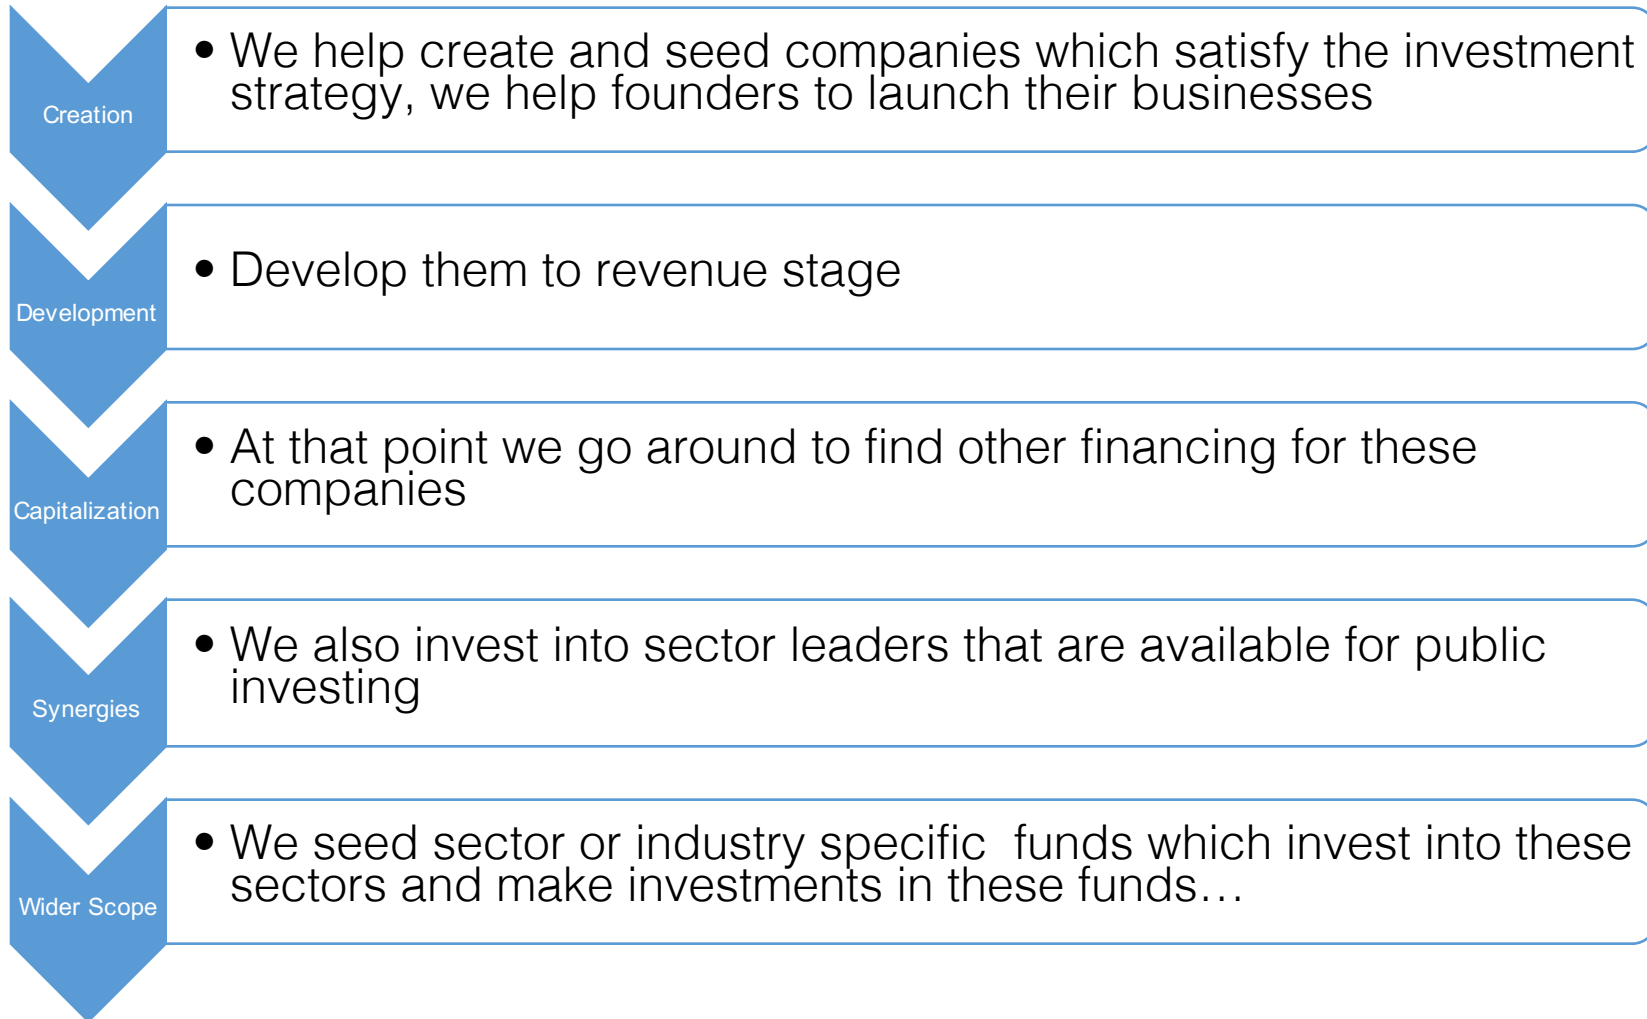 Creation
• We help create and seed companies which satisfy the investment
strategy, we help founders to launch their businesses
Development
• Develop them to revenue stage
Capitalization
• At that point we go around to find other financing for these
companies
Synergies
• We also invest into sector leaders that are available for public
investing
Wider Scope
• We seed sector or industry specific  funds which invest into these
sectors and make investments in these funds…